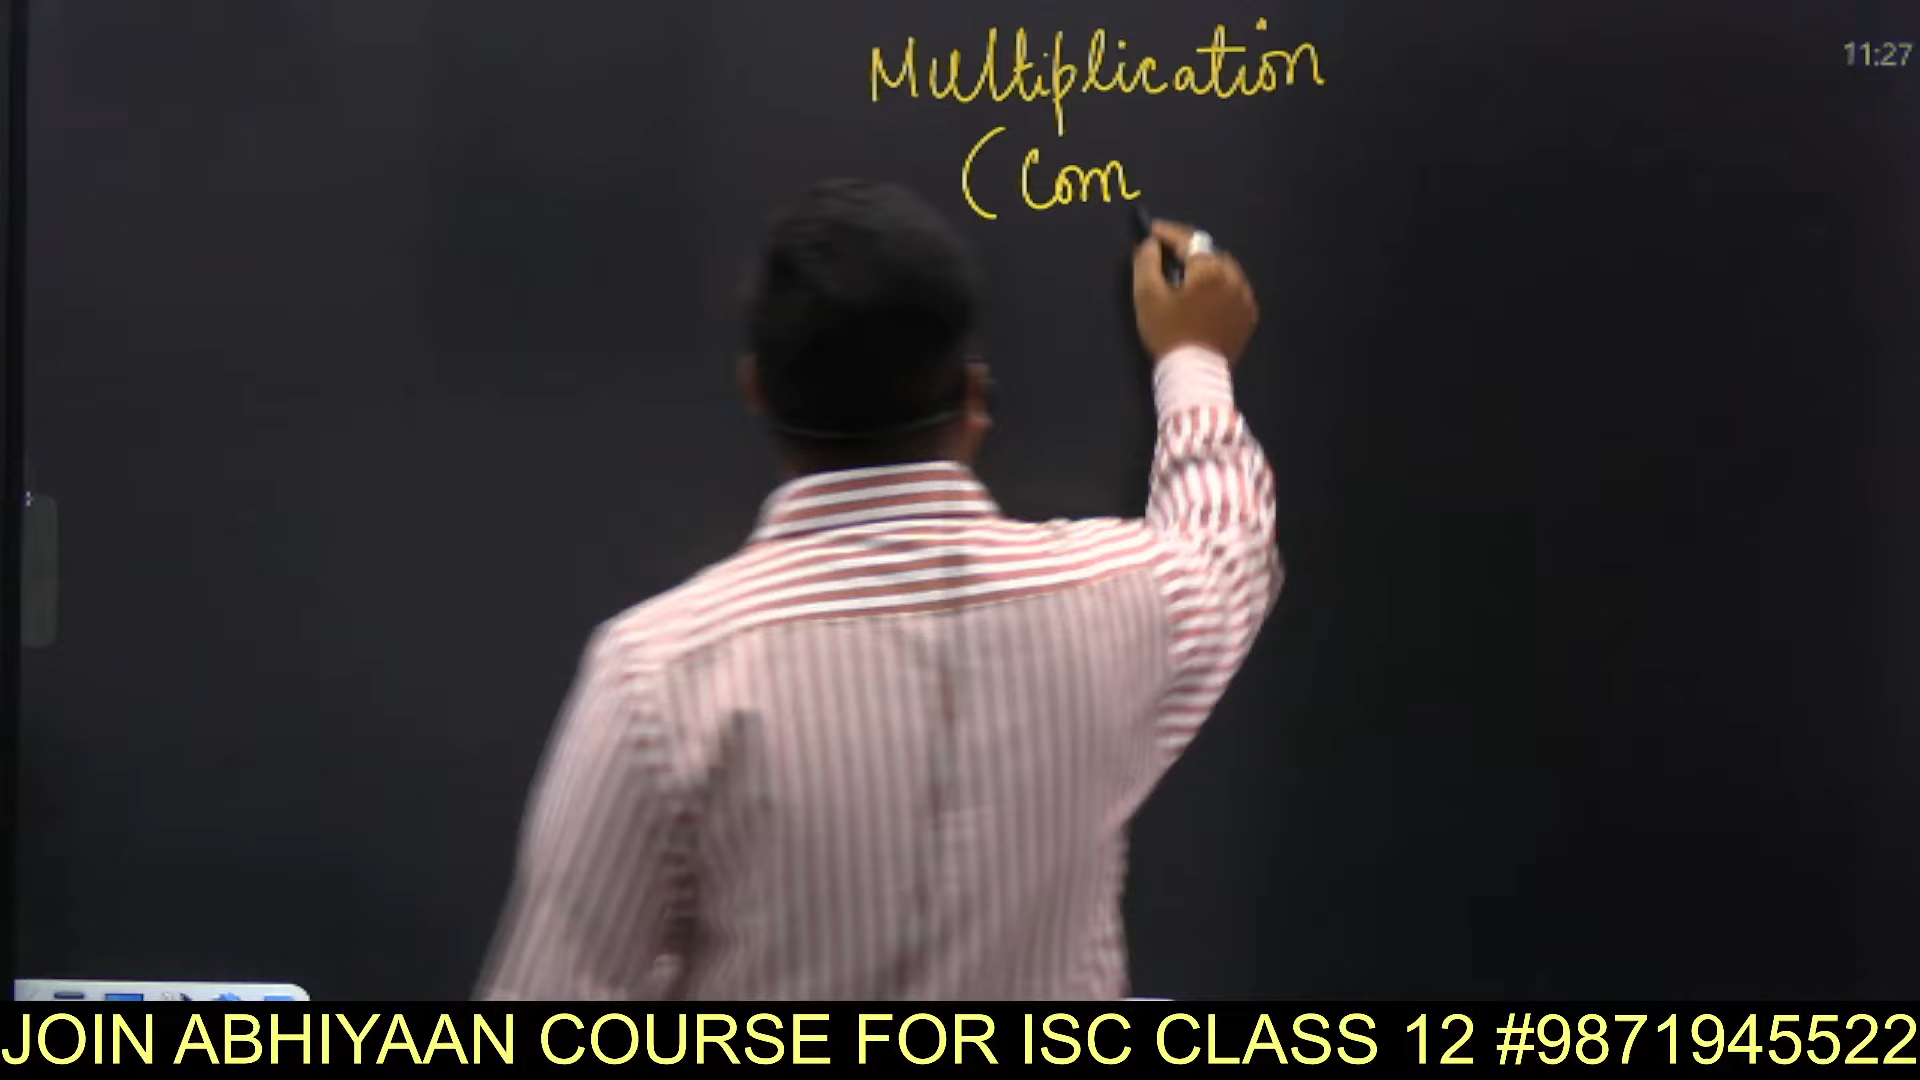 11:27
Multiplication
(Com
JOIN ABHIYAAN COURSE FOR ISC CLASS 12 #9871945522